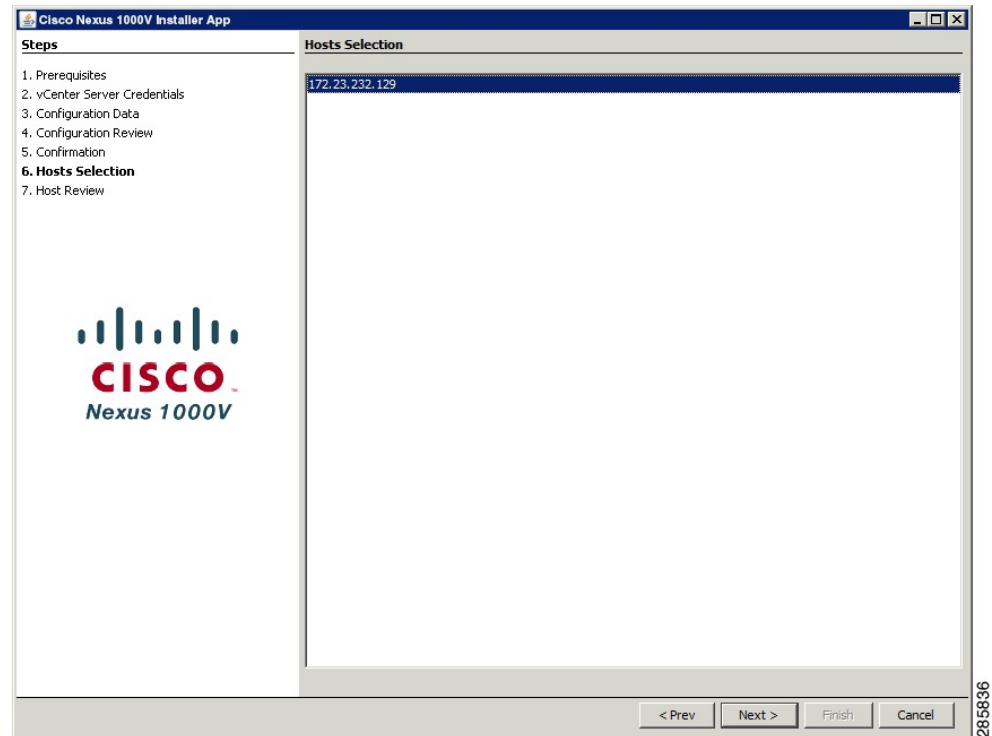 Cisco Nexus 1000V Installer App
Steps
1. Prerequisites
2. vCenter Server Credentials
3. Configuration Data
4. Configuration Review
5. Confirmation
6. Hosts Selection
7. Host Review
CISCO
Nexus 1000V
Hosts Selection
172.23.232.129
< Prev
Next >
Finish
Cancel
285836